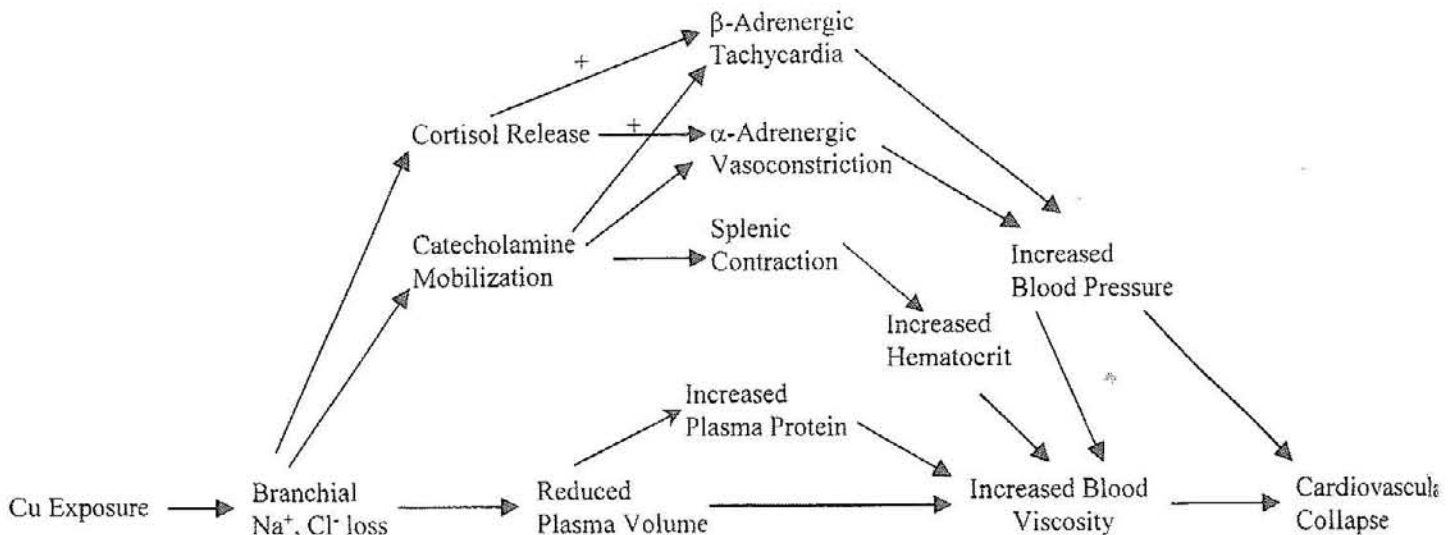 β-Adrenergic
Tachycardia
+
Cortisol Release
+
α-Adrenergic
Vasoconstriction
Catecholamine
Mobilization
Splenic
Contraction
Increased
Blood Pressure
Increased
Hematocrit
Increased
Plasma Protein
Cu Exposure
Branchial
Na⁺, Cl⁻ loss
Reduced
Plasma Volume
Increased Blood
Viscosity
Cardiovascula
Collapse